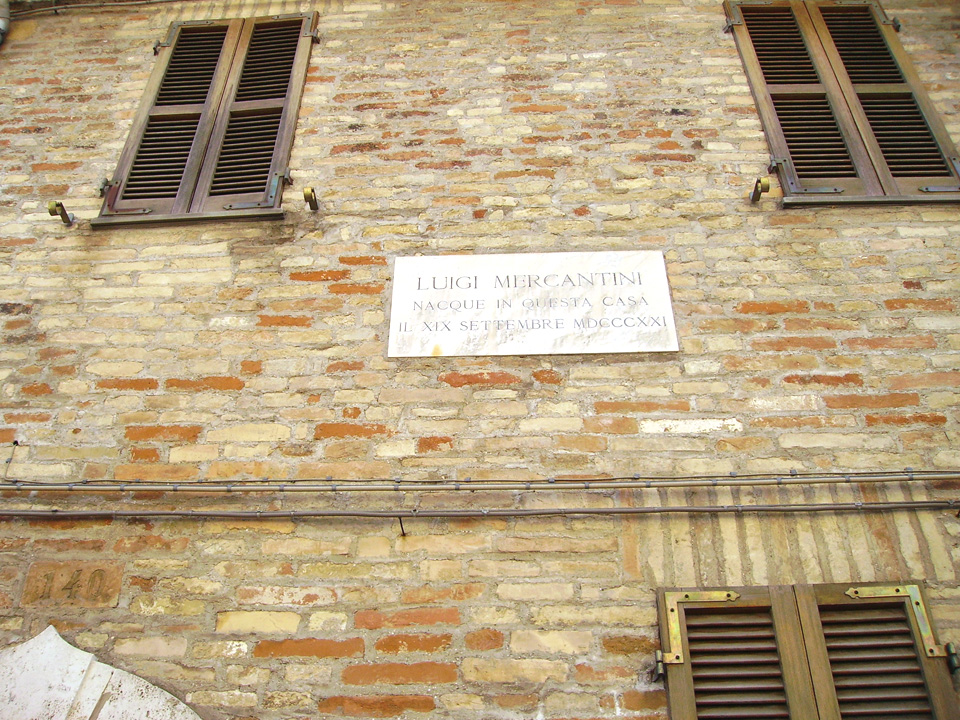 LUIGI MERCANTINI
NACQUE IN QUESTA CASA
IL XIX SETTEMBRE MDCCCXXI
140